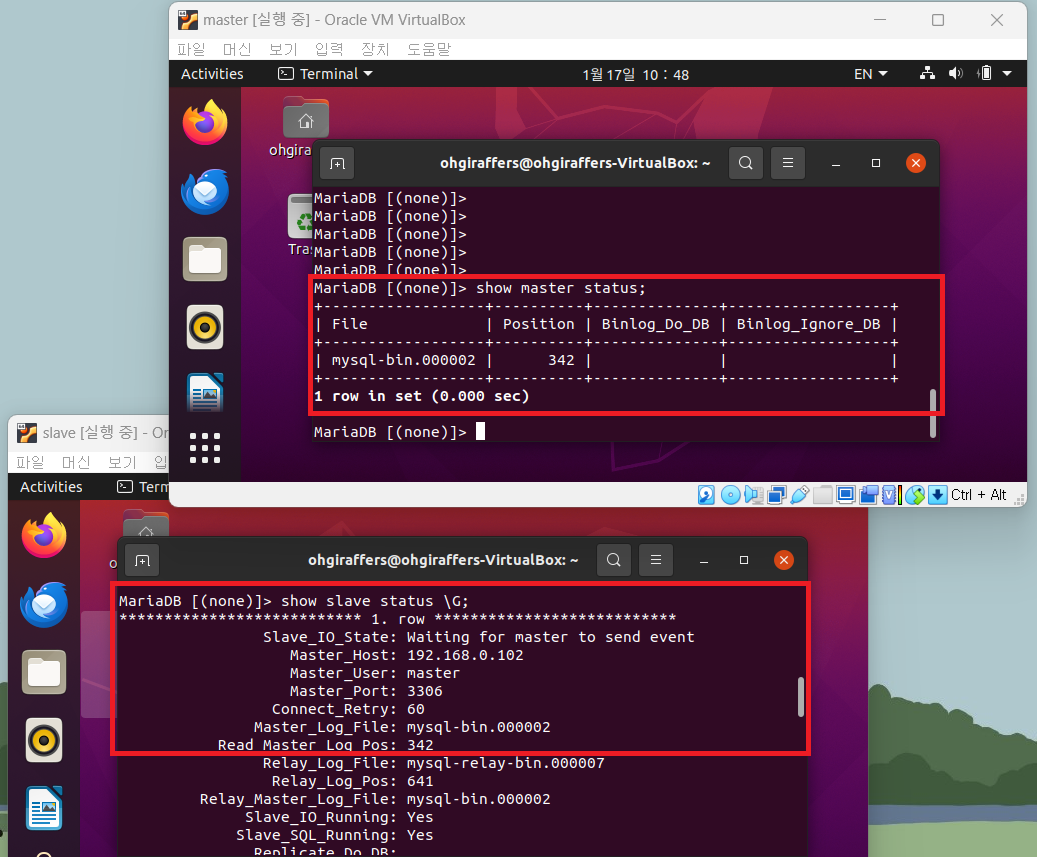 master [실행 중] - Oracle VM VirtualBox
파일 머신 보기 입력 장치 도움말
Activities Terminal 1월 17일 10 : 48 EN
ohgira
Tras
ohgiraffers@ohgiraffers-VirtualBox: ~
MariaDB [(none)]>
MariaDB [(none)]>
MariaDB [(none)]>
MariaDB [(none)]>
MariaDB [(none)]>
MariaDB [(none)]> show master status;
+------------------+----------+--------------+------------------+
| File | Position | Binlog_Do_DB | Binlog_Ignore_DB |
+------------------+----------+--------------+------------------+
| mysql-bin.000002 | 342 | | |
+------------------+----------+--------------+------------------+
1 row in set (0.000 sec)
MariaDB [(none)]>
Ctrl + Alt
slave [실행 중] - Or
파일 머신 보기 입
Activities Term
o
ohgiraffers@ohgiraffers-VirtualBox: ~
MariaDB [(none)]> show slave status \G;
*************************** 1. row ***************************
Slave_IO_State: Waiting for master to send event
Master_Host: 192.168.0.102
Master_User: master
Master_Port: 3306
Connect_Retry: 60
Master_Log_File: mysql-bin.000002
Read_Master_Log_Pos: 342
Relay_Log_File: mysql-relay-bin.000007
Relay_Log_Pos: 641
Relay_Master_Log_File: mysql-bin.000002
Slave_IO_Running: Yes
Slave_SQL_Running: Yes
Replicate_Do_DB: